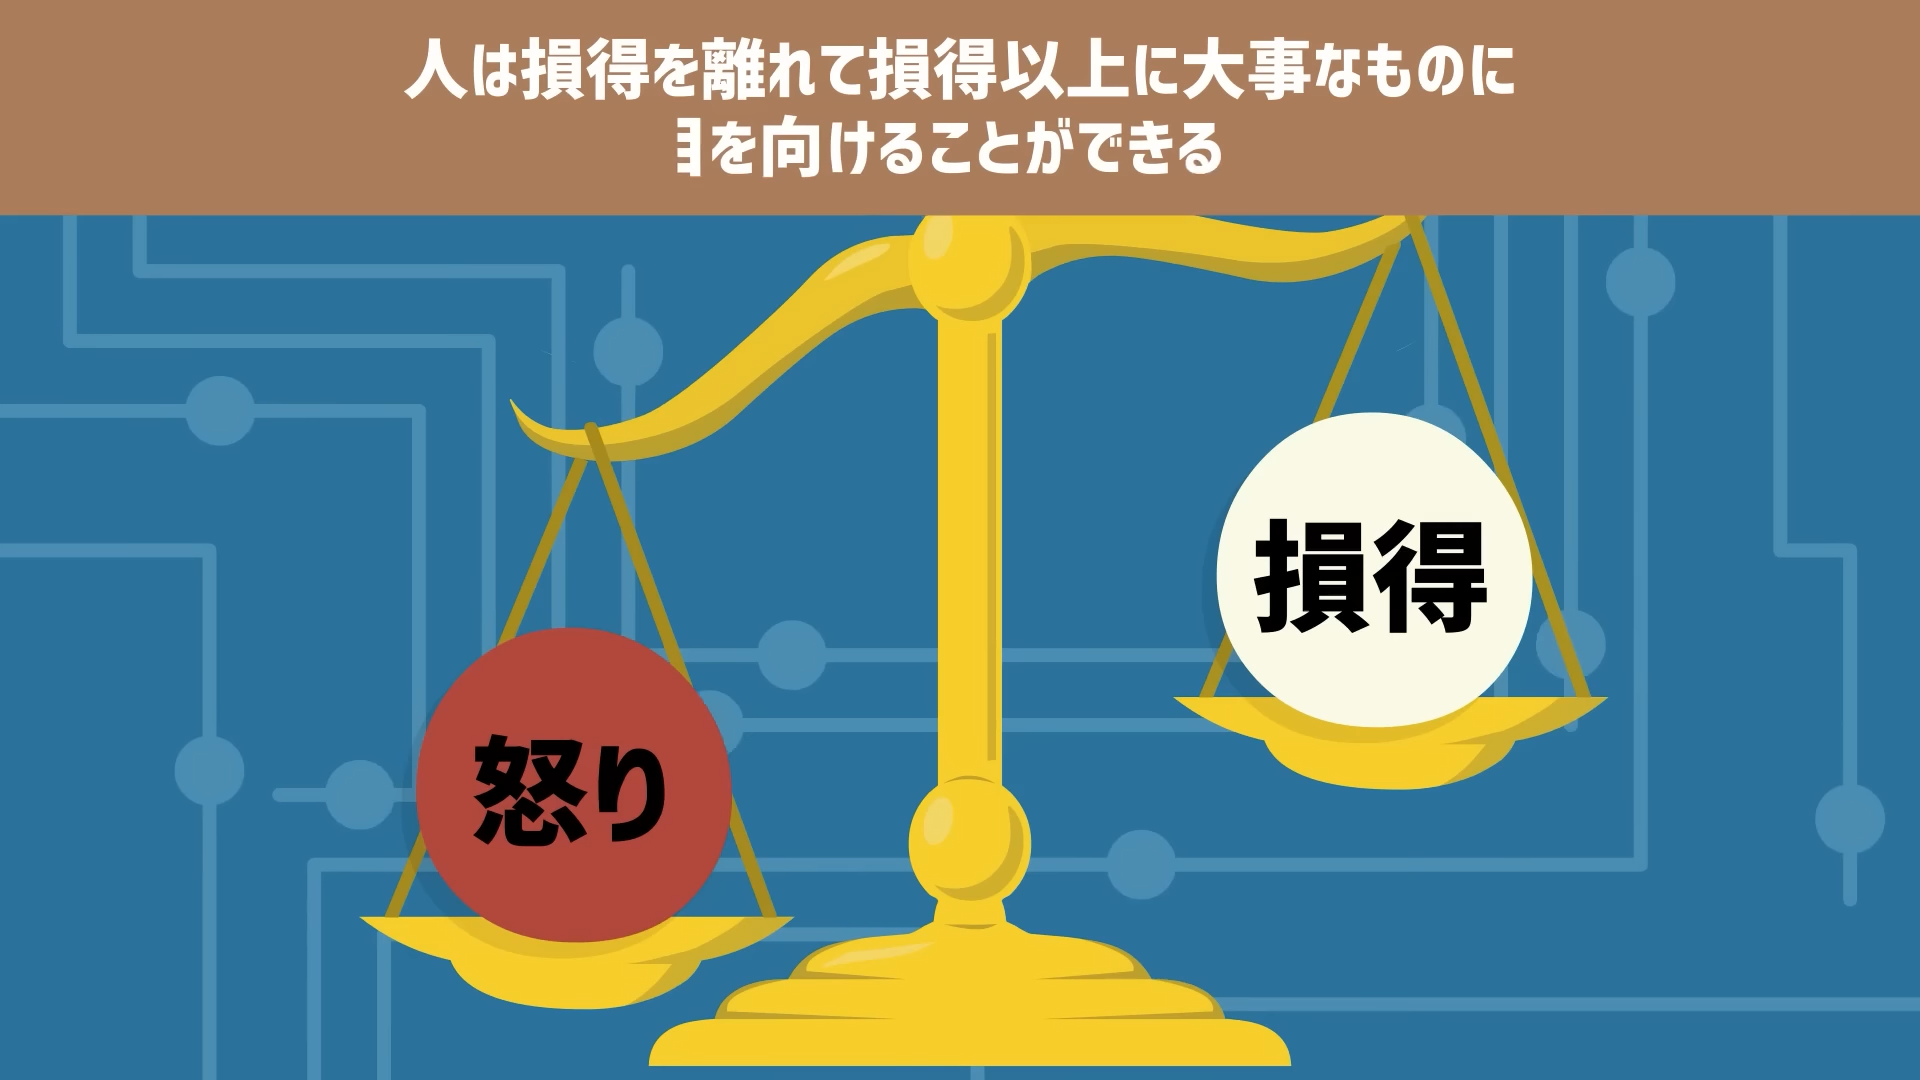 人は損得を離れて損得以上に大事なものに
目を向けることができる
怒り
損得